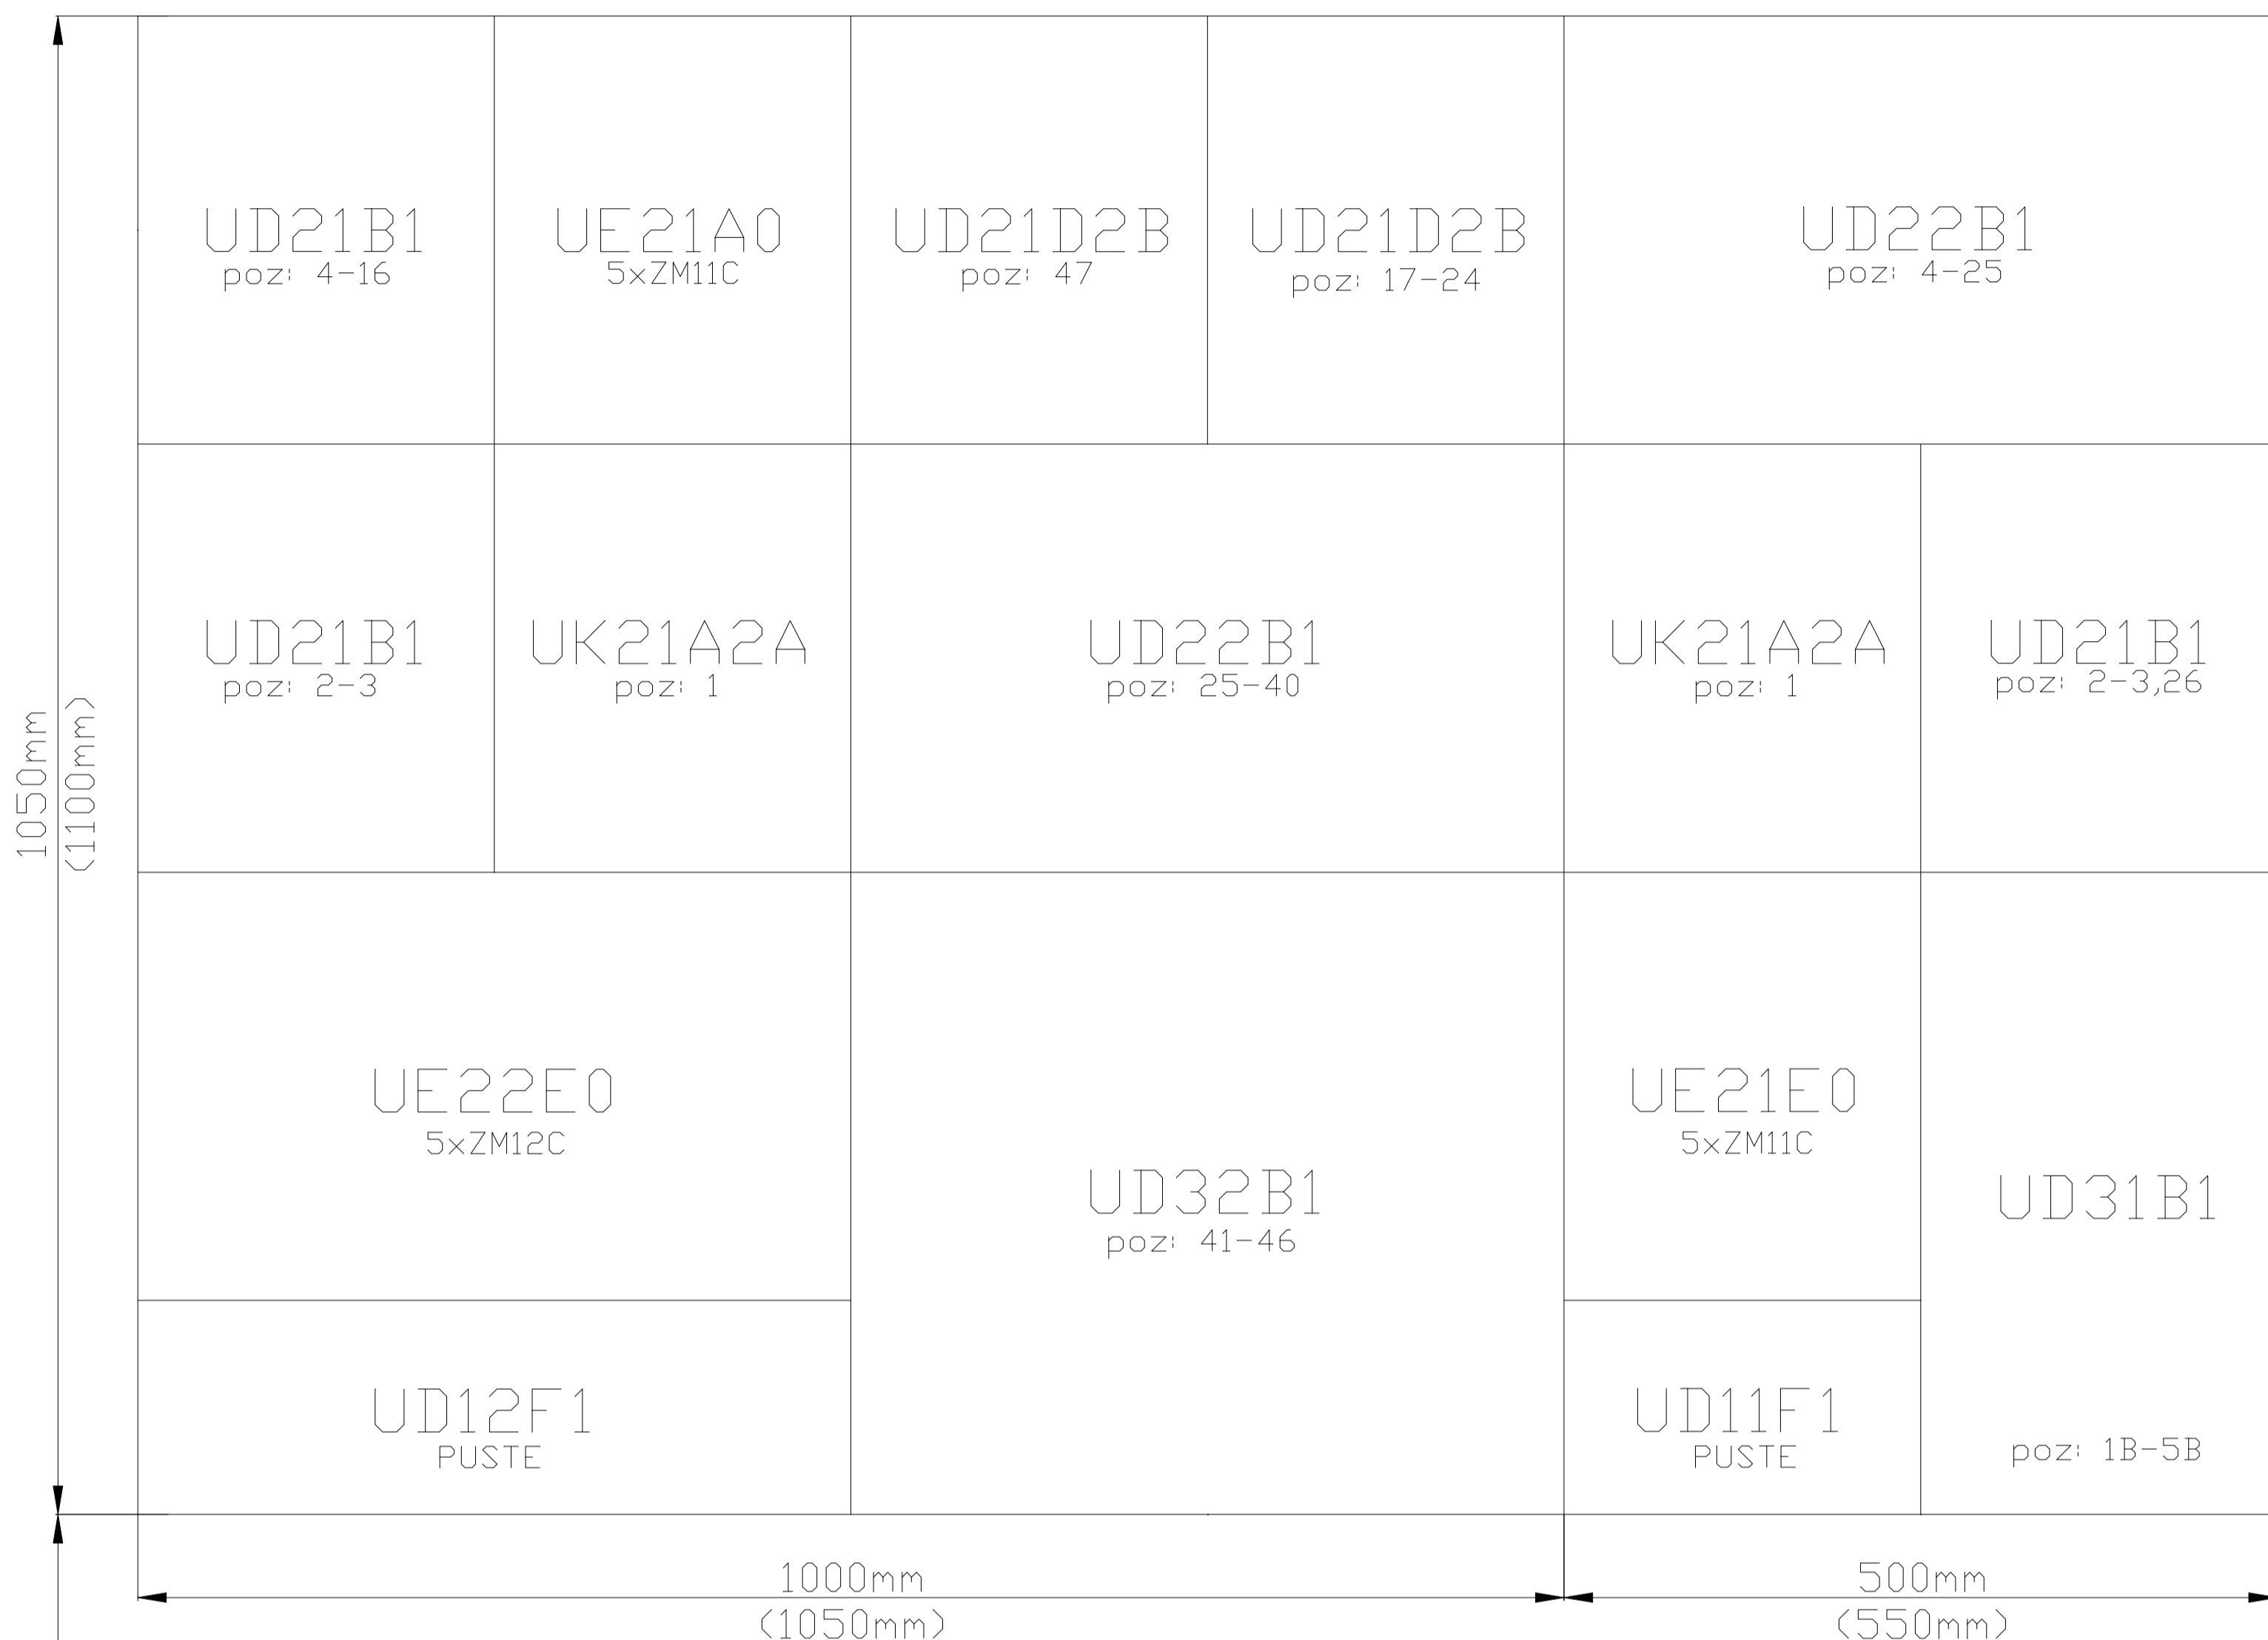 UD21B1
poz: 4-16
UE21A0
5xZM11C
UD21D2B
poz: 47
UD21D2B
poz: 17-24
UD22B1
poz: 4-25
UD21B1
poz: 2-3
UK21A2A
poz: 1
UD22B1
poz: 25-40
UK21A2A
poz: 1
UD21B1
poz: 2-3,26
1050mm
(1100mm)
UE22E0
5xZM12C
UD32B1
poz: 41-46
UE21E0
5xZM11C
UD31B1
poz: 1B-5B
UD12F1
PUSTE
UD11F1
PUSTE
1000mm
(1050mm)
500mm
(550mm)